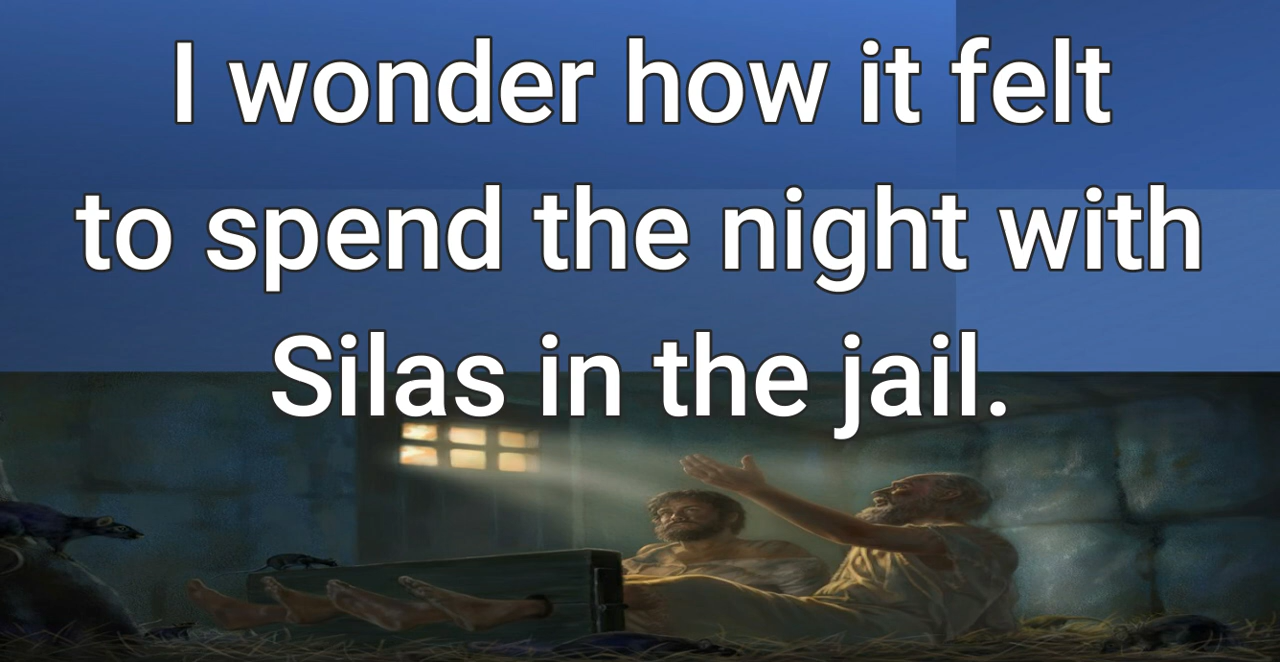 I wonder how it felt
to spend the night with
Silas in the jail.